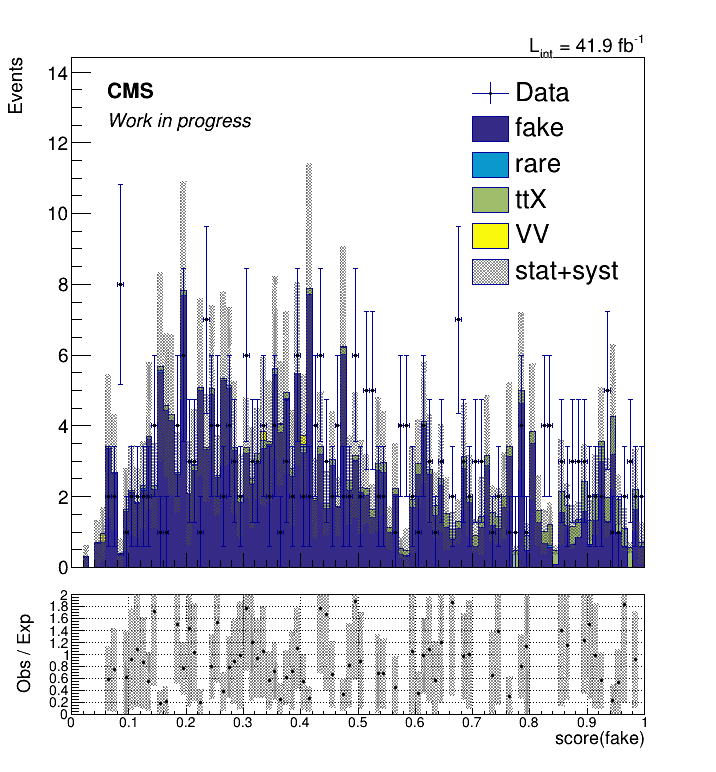 L_int = 41.9 fb^-1
Events
CMS
Work in progress
Data
fake
rare
ttX
VV
stat+syst
14
12
10
8
6
4
2
0
Obs / Exp
2
1.8
1.6
1.4
1.2
1
0.8
0.6
0.4
0.2
0
0 0.1 0.2 0.3 0.4 0.5 0.6 0.7 0.8 0.9 1
score(fake)